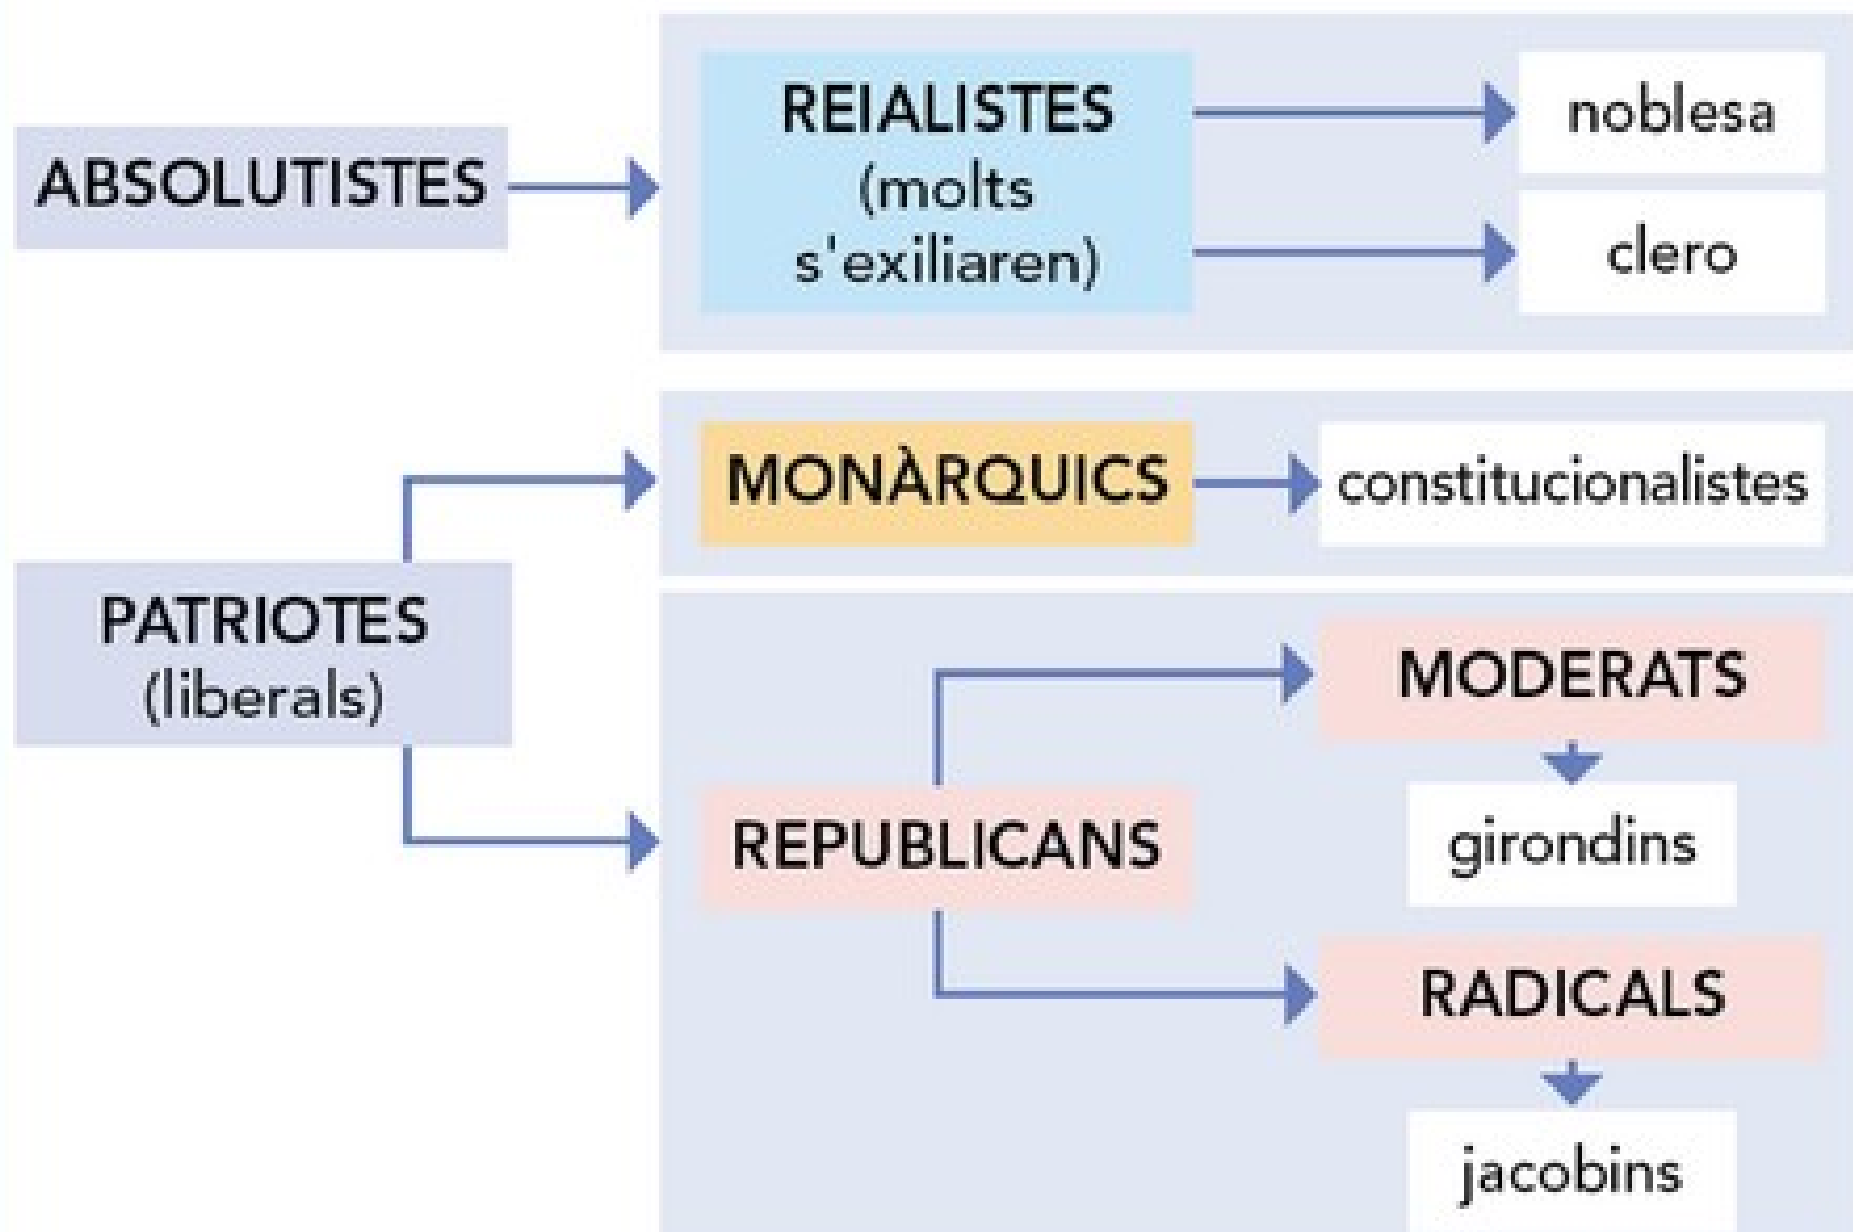 ABSOLUTISTES
REIALISTES
(molts
s'exiliaren)
noblesa
clero
PATRIOTES
(liberals)
MONÀRQUICS
constitucionalistes
REPUBLICANS
MODERATS
girondins
RADICALS
jacobins